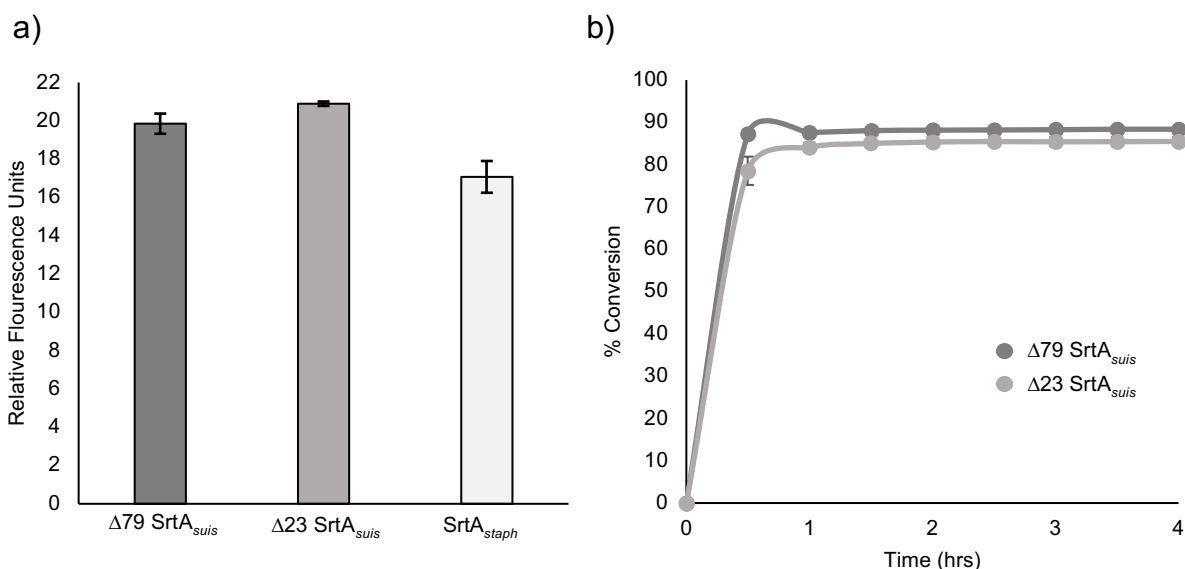 a)
Relative Flourescence Units
22
20
18
16
14
12
10
8
6
4
2
0
Δ79 SrtAsuis
Δ23 SrtAsuis
SrtAstaph
b)
% Conversion
100
90
80
70
60
50
40
30
20
10
0
0
1
2
3
4
Time (hrs)
Δ79 SrtAsuis
Δ23 SrtAsuis